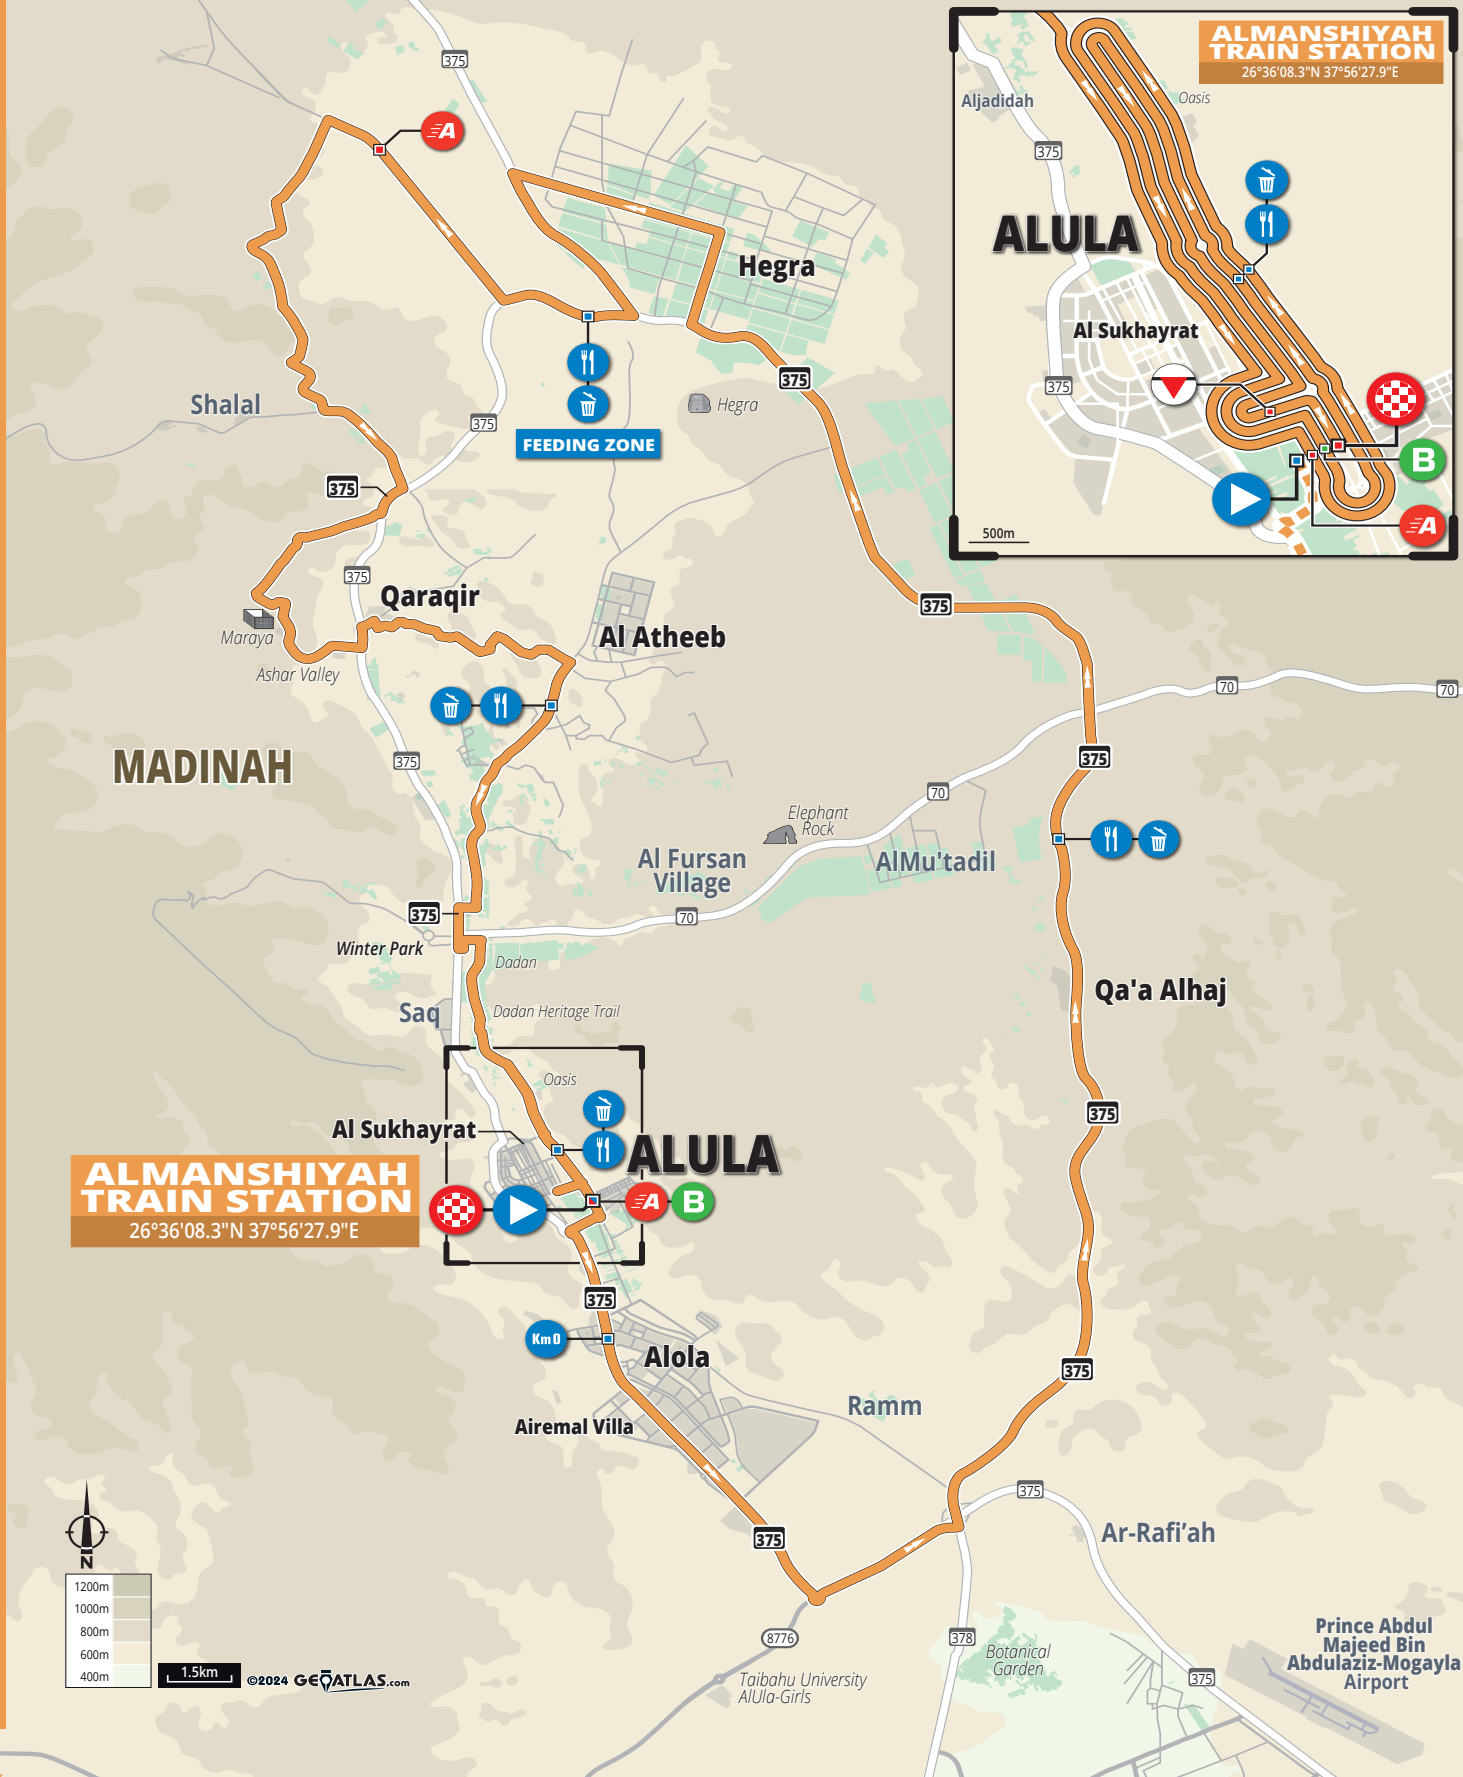 375
A
Hegra
375
Hegra
FEEDING ZONE
Shalal
375
375
375
375
Qaraqir
Al Atheeb
Maraya
Ashar Valley
70
70
MADINAH
375
375
70
Elephant
Rock
Al Fursan
Village
AlMu'tadil
375
70
Winter Park
Dadan
Qa'a Alhaj
Saq
Dadan Heritage Trail
Oasis
375
Al Sukhayrat
ALULA
ALMANSHIYAH
TRAIN STATION
26°36'08.3"N 37°56'27.9"E
A
B
375
Km0
Alola
375
Ramm
Airemal Villa
375
375
Ar-Rafi’ah
N
1200m
1000m
800m
600m
400m
1.5km
©2024 GEOATLAS.com
8776
378
Botanical
Garden
Taibahu University
AlUla-Girls
375
Prince Abdul
Majeed Bin
Abdulaziz-Mogayla
Airport
ALMANSHIYAH
TRAIN STATION
26°36'08.3"N 37°56'27.9"E
Aljadidah
Oasis
375
ALULA
Al Sukhayrat
375
B
A
500m